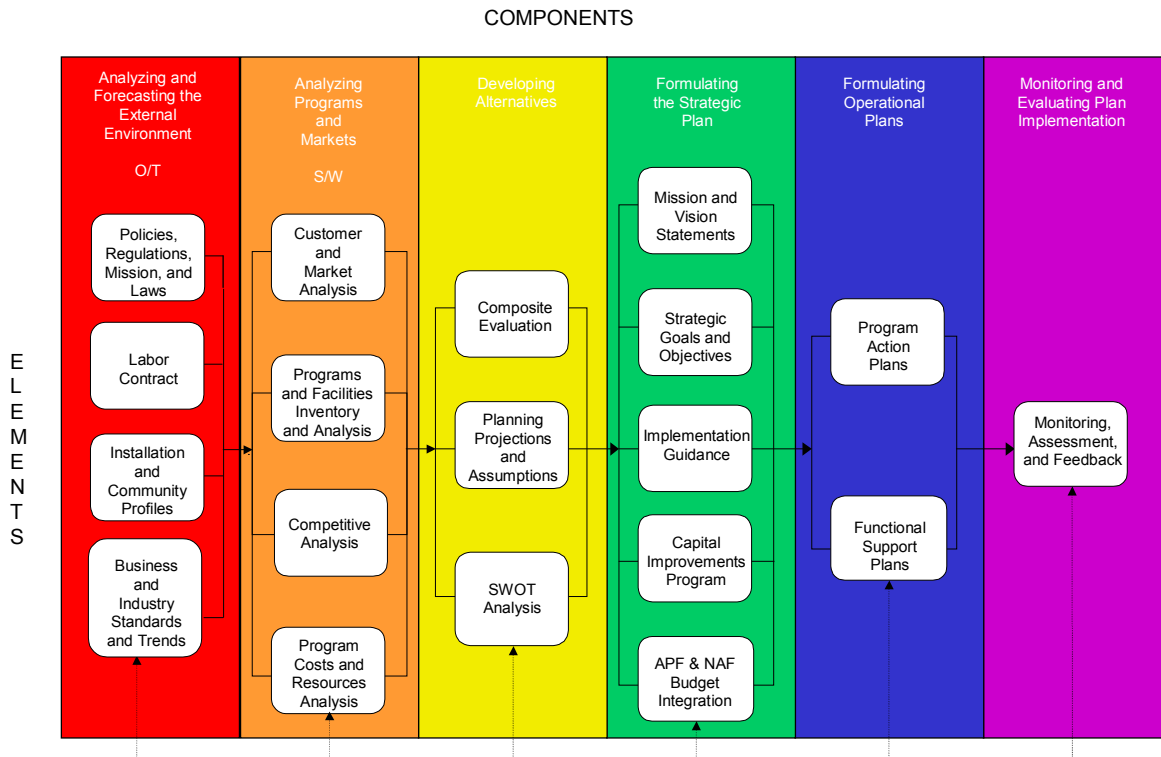 COMPONENTS
Analyzing and
Forecasting the
External
Environment
O/T
Analyzing
Programs
and
Markets
S/W
Developing
Alternatives
Formulating
the Strategic
Plan
Formulating
Operational
Plans
Monitoring and
Evaluating Plan
Implementation
E
L
E
M
E
N
T
S
Policies,
Regulations,
Mission, and
Laws
Labor
Contract
Installation
and
Community
Profiles
Business
and
Industry
Standards
and Trends
Customer
and
Market
Analysis
Programs
and Facilities
Inventory
and Analysis
Competitive
Analysis
Program
Costs and
Resources
Analysis
Composite
Evaluation
Planning
Projections
and
Assumptions
SWOT
Analysis
Mission and
Vision
Statements
Strategic
Goals and
Objectives
Implementation
Guidance
Capital
Improvements
Program
APF & NAF
Budget
Integration
Program
Action
Plans
Functional
Support
Plans
Monitoring,
Assessment,
and Feedback